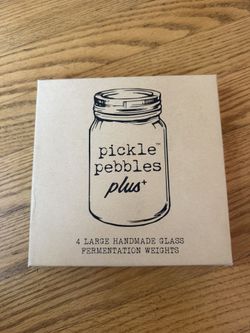 pickle™
pebbles
plus+
4 LARGE HANDMADE GLASS
FERMENTATION WEIGHTS